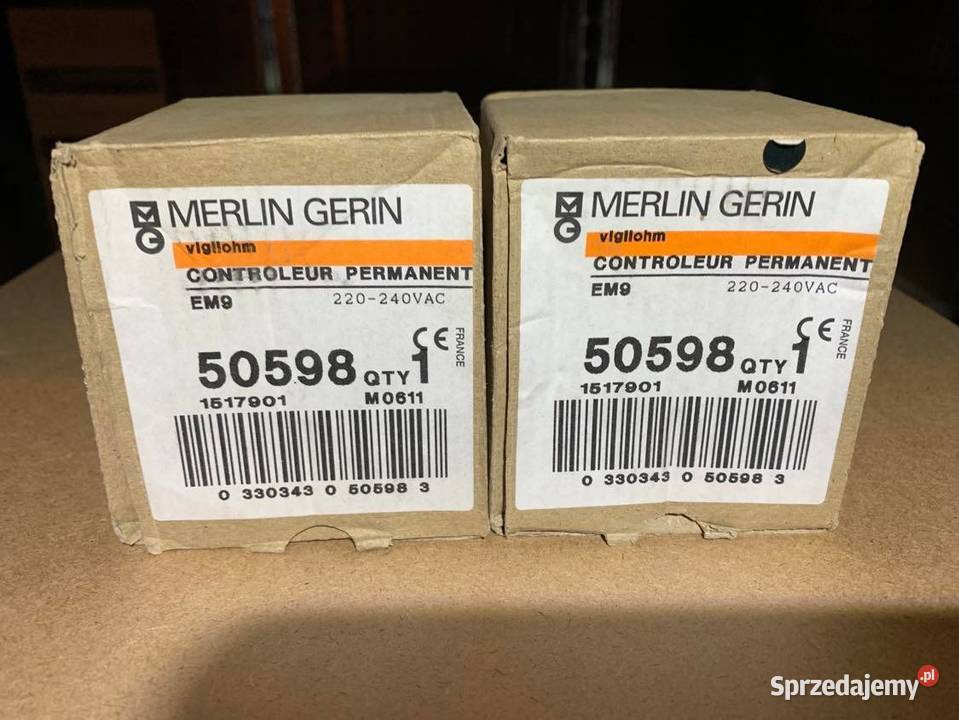 MERLIN GERIN
vigilohm
CONTROLEUR PERMANENT
EM9 220-240VAC
CE FRANCE
50598 QTY 1
1517901 M0611
0 330343 0 50598 3
MERLIN GERIN
vigilohm
CONTROLEUR PERMANENT
EM9 220-240VAC
CE FRANCE
50598 QTY 1
1517901 M0611
0 330343 0 50598 3
Sprzedajemy.pl